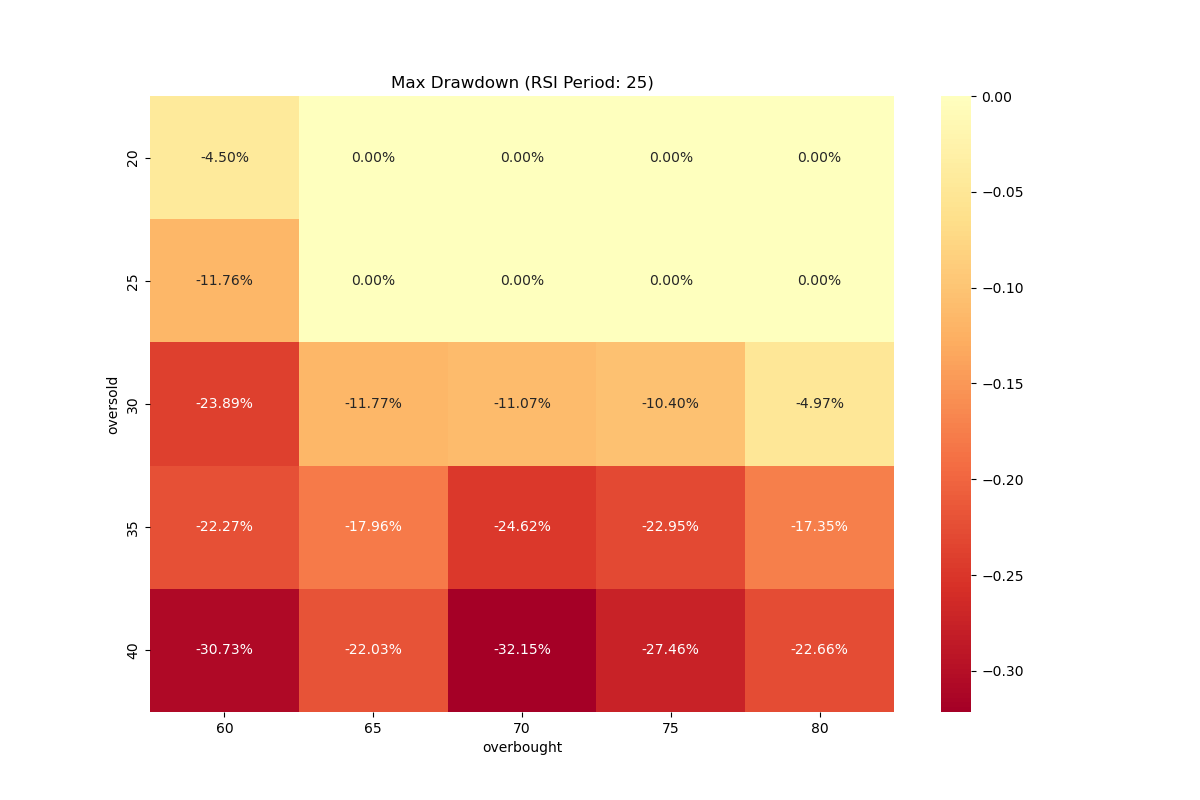 Max Drawdown (RSI Period: 25)
20 -4.50% 0.00% 0.00% 0.00% 0.00%
25 -11.76% 0.00% 0.00% 0.00% 0.00%
oversold
30 -23.89% -11.77% -11.07% -10.40% -4.97%
35 -22.27% -17.96% -24.62% -22.95% -17.35%
40 -30.73% -22.03% -32.15% -27.46% -22.66%
60 65 70 75 80
overbought
0.00
−0.05
−0.10
−0.15
−0.20
−0.25
−0.30